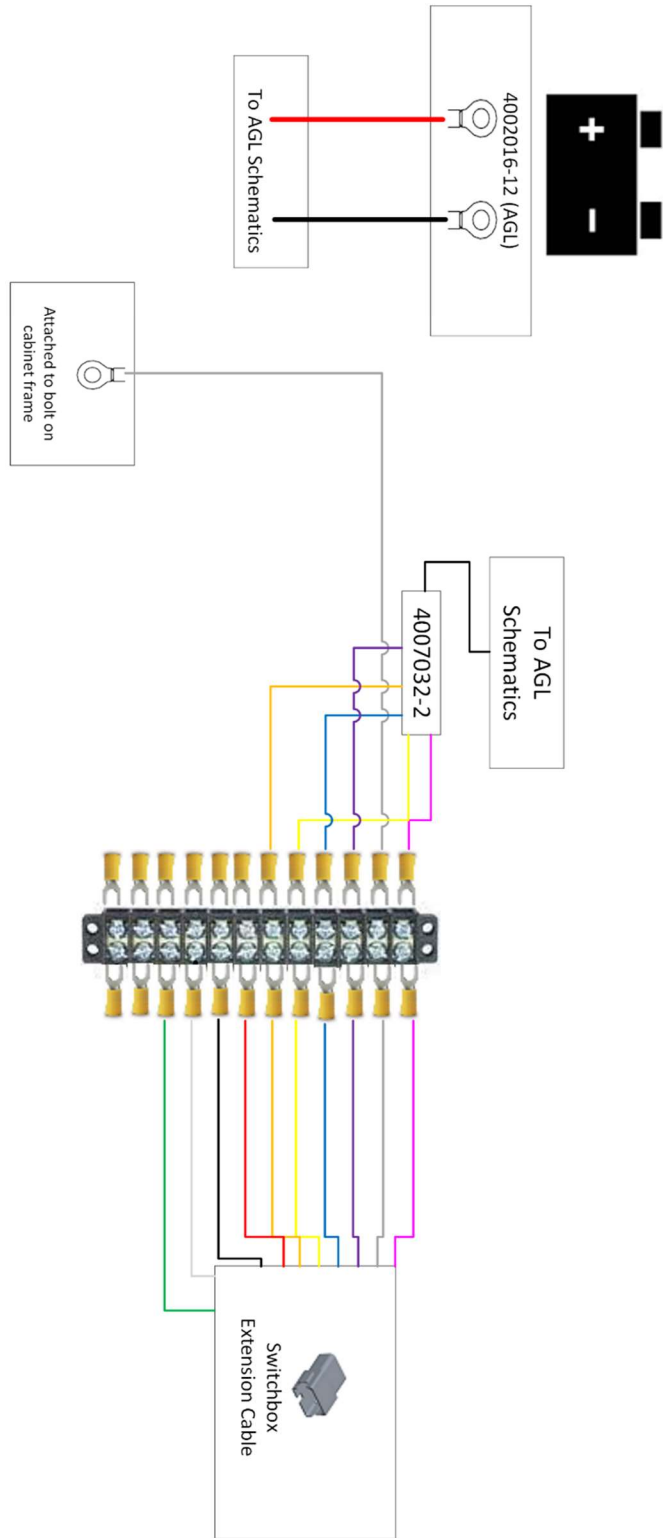 +
−
4002016-12 (AGL)
To AGL Schematics
Attached to bolt on
cabinet frame
To AGL
Schematics
4007032-2
Switchbox
Extension Cable